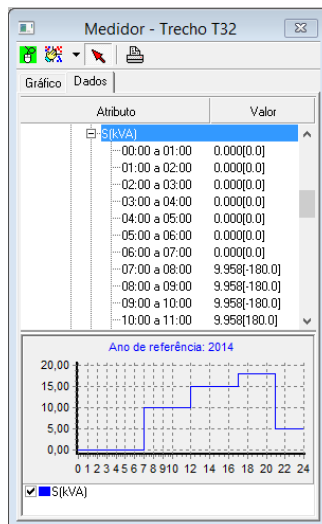 Medidor - Trecho T32
Gráfico Dados
Atributo Valor
S(kVA)
00:00 a 01:00 0.000[0.0]
01:00 a 02:00 0.000[0.0]
02:00 a 03:00 0.000[0.0]
03:00 a 04:00 0.000[0.0]
04:00 a 05:00 0.000[0.0]
05:00 a 06:00 0.000[0.0]
06:00 a 07:00 0.000[0.0]
07:00 a 08:00 9.958[-180.0]
08:00 a 09:00 9.958[-180.0]
09:00 a 10:00 9.958[-180.0]
10:00 a 11:00 9.958[180.0]
Ano de referência: 2014
20,00
15,00
10,00
5,00
0,00
0 1 2 3 4 5 6 7 8 9 10 12 14 16 18 20 22 24
S(kVA)